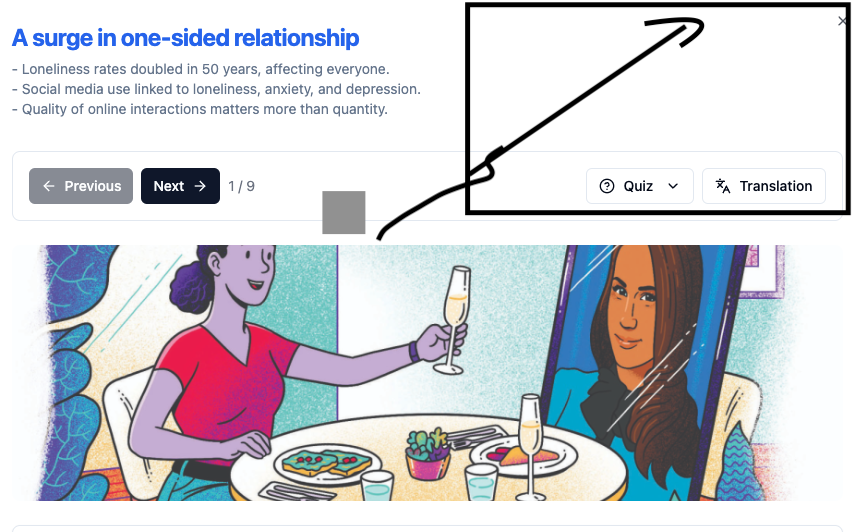 A surge in one-sided relationship
- Loneliness rates doubled in 50 years, affecting everyone.
- Social media use linked to loneliness, anxiety, and depression.
- Quality of online interactions matters more than quantity.
Previous Next 1 / 9 Quiz Translation